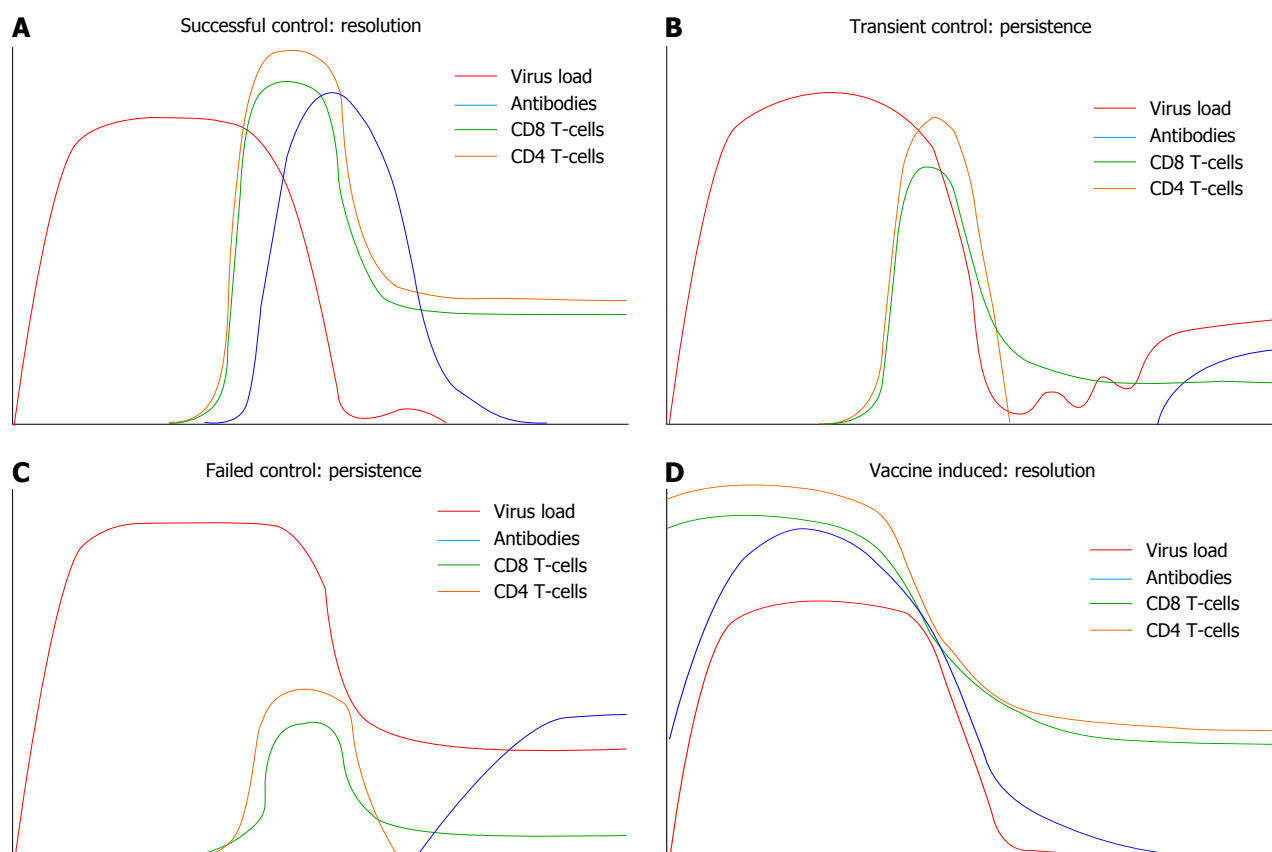 A
Successful control: resolution
Virus load
Antibodies
CD8 T-cells
CD4 T-cells
B
Transient control: persistence
Virus load
Antibodies
CD8 T-cells
CD4 T-cells
C
Failed control: persistence
Virus load
Antibodies
CD8 T-cells
CD4 T-cells
D
Vaccine induced: resolution
Virus load
Antibodies
CD8 T-cells
CD4 T-cells